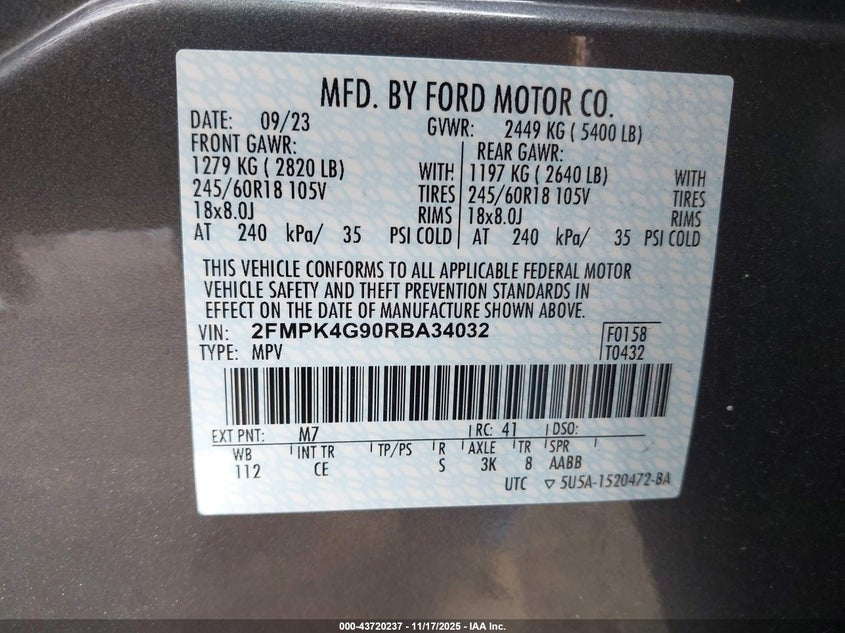 MFD. BY FORD MOTOR CO.
DATE: 09/23 GVWR: 2449 KG ( 5400 LB)
FRONT GAWR: REAR GAWR:
1279 KG ( 2820 LB) WITH 1197 KG ( 2640 LB) WITH
245/60R18 105V TIRES 245/60R18 105V TIRES
18x8.0J RIMS 18x8.0J RIMS
AT 240 kPa/ 35 PSI COLD AT 240 kPa/ 35 PSI COLD
THIS VEHICLE CONFORMS TO ALL APPLICABLE FEDERAL MOTOR
VEHICLE SAFETY AND THEFT PREVENTION STANDARDS IN
EFFECT ON THE DATE OF MANUFACTURE SHOWN ABOVE.
VIN: 2FMPK4G90RBA34032 F0158
TYPE: MPV T0432
EXT PNT: M7 RC: 41 DSO:
WB INT TR TP/PS R AXLE TR SPR
112 CE S 3K 8 AABB
UTC ▽ 5U5A-1520472-BA
000-43720237 - 11/17/2025 - IAA Inc.